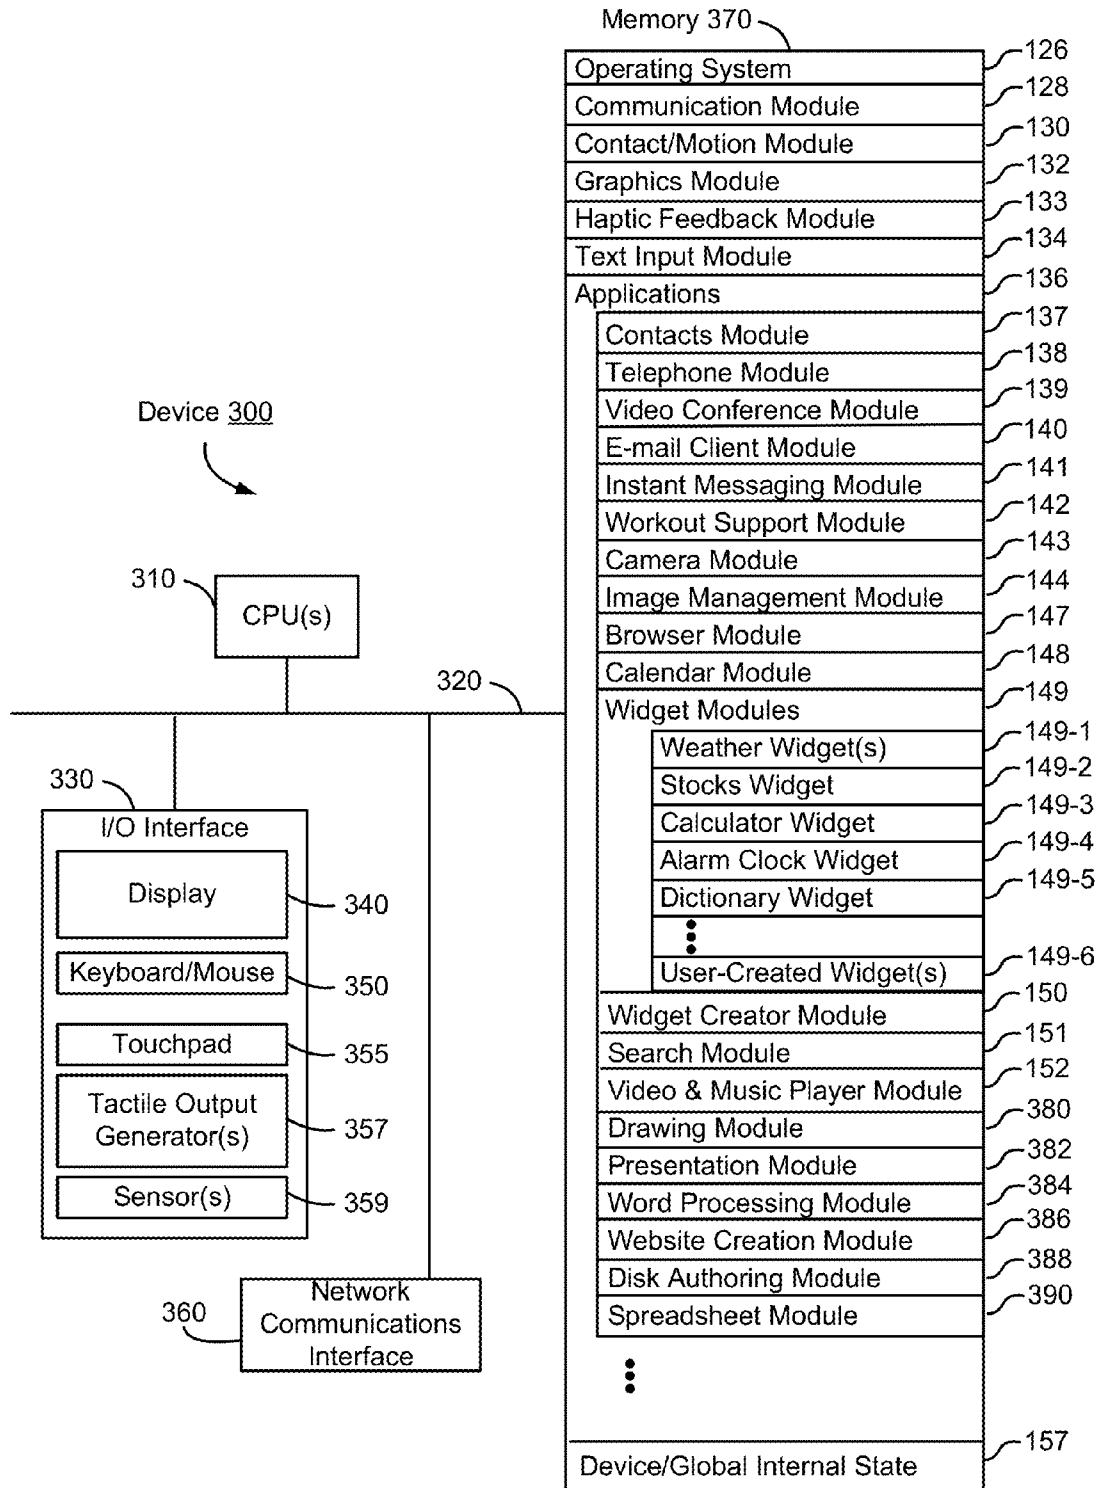 Memory 370
Operating System 126
Communication Module 128
Contact/Motion Module 130
Graphics Module 132
Haptic Feedback Module 133
Text Input Module 134
Applications 136
Contacts Module 137
Telephone Module 138
Video Conference Module 139
E-mail Client Module 140
Instant Messaging Module 141
Workout Support Module 142
Camera Module 143
Image Management Module 144
Browser Module 147
Calendar Module 148
Widget Modules 149
Weather Widget(s) 149-1
Stocks Widget 149-2
Calculator Widget 149-3
Alarm Clock Widget 149-4
Dictionary Widget 149-5
User-Created Widget(s) 149-6
Widget Creator Module 150
Search Module 151
Video & Music Player Module 152
Drawing Module 380
Presentation Module 382
Word Processing Module 384
Website Creation Module 386
Disk Authoring Module 388
Spreadsheet Module 390
Device/Global Internal State 157
Device 300
310
CPU(s)
320
330
I/O Interface
Display 340
Keyboard/Mouse 350
Touchpad 355
Tactile Output
Generator(s) 357
Sensor(s) 359
360
Network
Communications
Interface